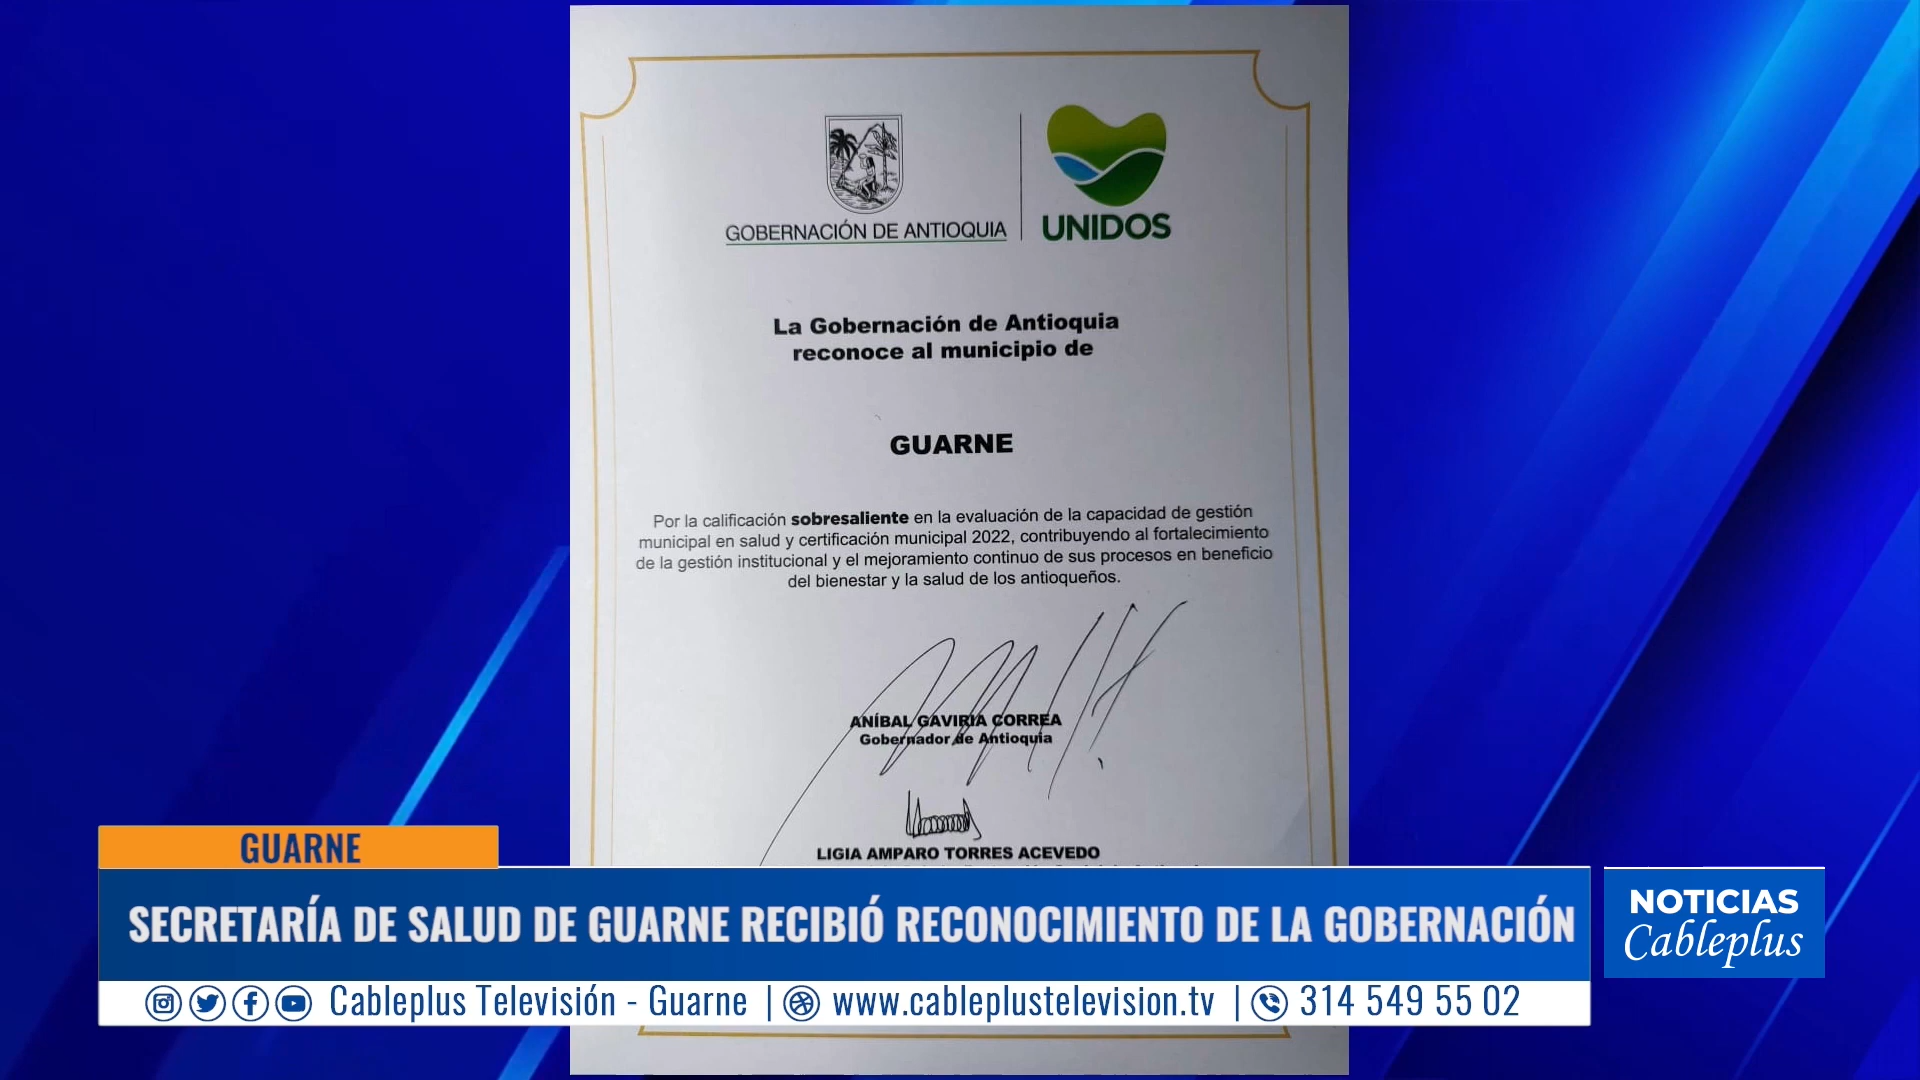 GOBERNACIÓN DE ANTIOQUIA
UNIDOS
La Gobernación de Antioquia
reconoce al municipio de
GUARNE
Por la calificación sobresaliente en la evaluación de la capacidad de gestión
municipal en salud y certificación municipal 2022, contribuyendo al fortalecimiento
de la gestión institucional y el mejoramiento continuo de sus procesos en beneficio
del bienestar y la salud de los antioqueños.
ANÍBAL GAVIRIA CORREA
Gobernador de Antioquia
LIGIA AMPARO TORRES ACEVEDO
GUARNE
SECRETARÍA DE SALUD DE GUARNE RECIBIÓ RECONOCIMIENTO DE LA GOBERNACIÓN
NOTICIAS
Cableplus
Cableplus Televisión - Guarne | www.cableplustelevision.tv | 314 549 55 02